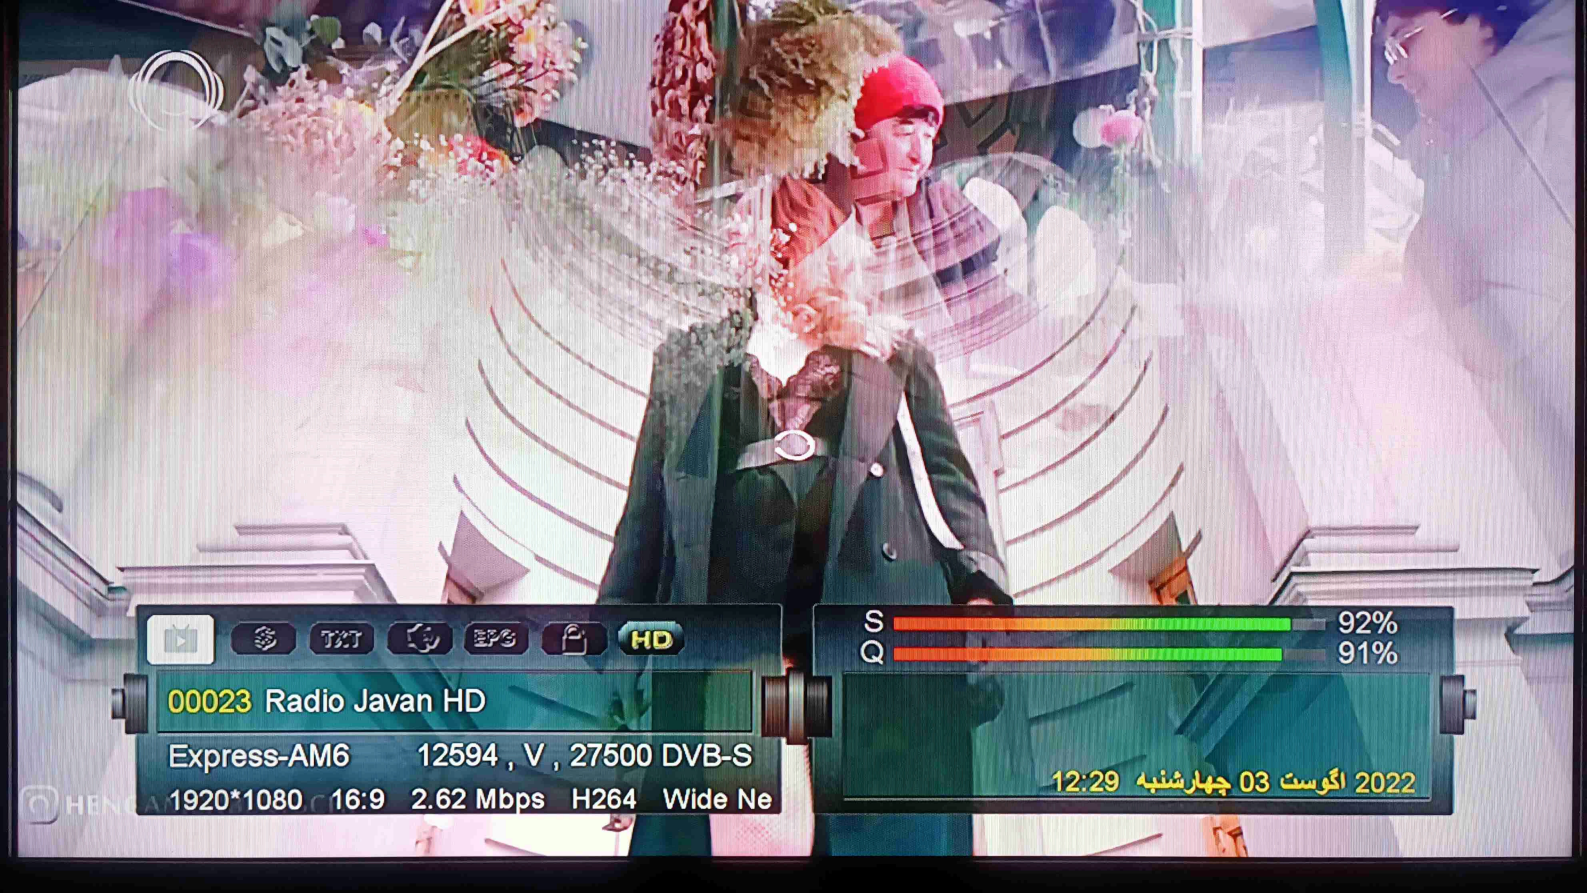 $ TXT EPG HD
S 92%
Q 91%
00023 Radio Javan HD
Express-AM6 12594 , V , 27500 DVB-S
1920*1080 16:9 2.62 Mbps H264 Wide Ne
12:29 چهارشنبه 03 اگوست 2022